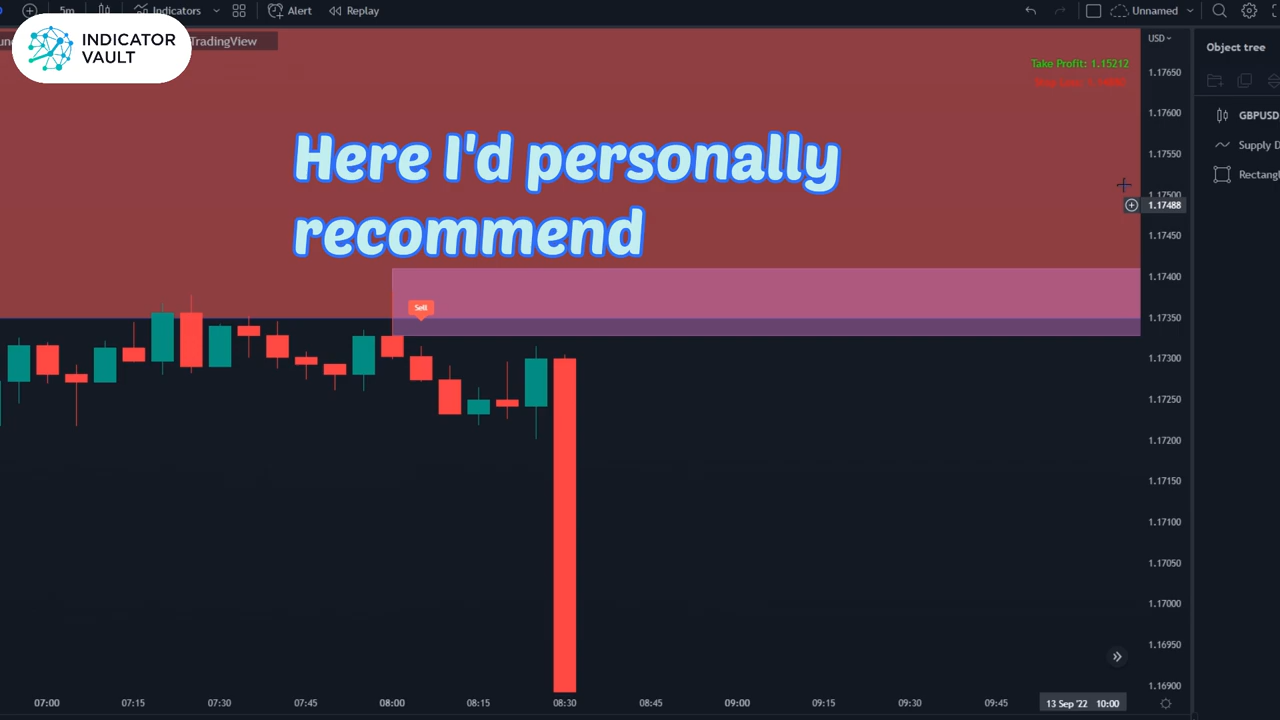 5m
Indicators
Alert
Replay
Unnamed
INDICATOR
VAULT
TradingView
USD
Object tree
Take Profit: 1.15212
1.17650
1.17600
GBPUSD
Here I'd personally
recommend
1.17550
Supply D
Rectangl
1.17500
1.17488
1.17450
1.17400
Sell
1.17350
1.17300
1.17250
1.17200
1.17150
1.17100
1.17050
1.17000
1.16950
1.16900
07:00
07:15
07:30
07:45
08:00
08:15
08:30
08:45
09:00
09:15
09:30
09:45
13 Sep '22 10:00